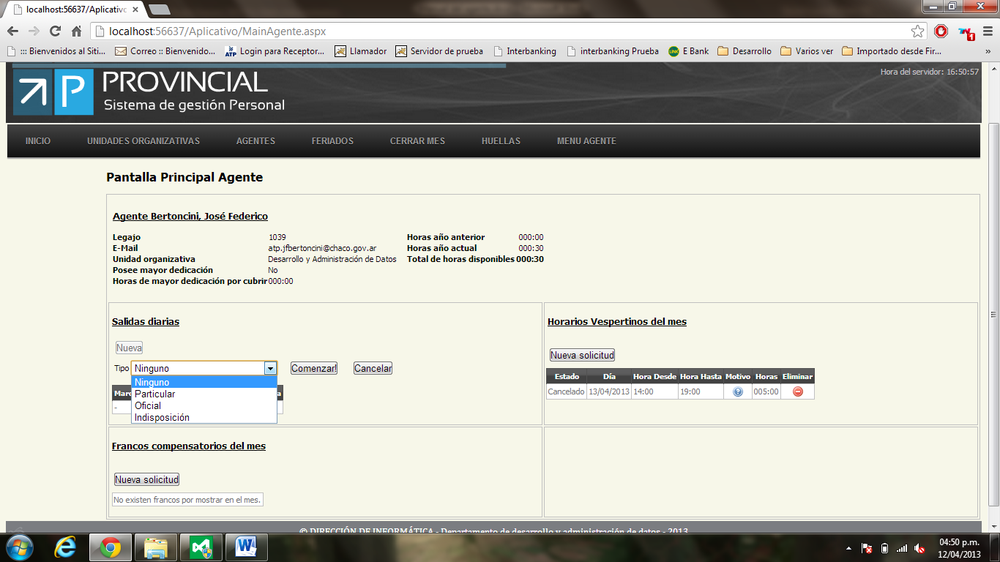 localhost:56637/Aplicativo
localhost:56637/Aplicativo/MainAgente.aspx
::: Bienvenidos al Siti... Correo :: Bienvenido... Login para Receptor... Llamador Servidor de prueba Interbanking interbanking Prueba E Bank Desarrollo Varios ver Importado desde Fir... »
PROVINCIAL
Sistema de gestión Personal
Hora del servidor: 16:50:57
INICIO UNIDADES ORGANIZATIVAS AGENTES FERIADOS CERRAR MES HUELLAS MENU AGENTE
Pantalla Principal Agente
Agente Bertoncini, José Federico
Legajo 1039 Horas año anterior 000:00
E-Mail atp.jfbertoncini@chaco.gov.ar Horas año actual 000:30
Unidad organizativa Desarrollo y Administración de Datos Total de horas disponibles 000:30
Posee mayor dedicación No
Horas de mayor dedicación por cubrir 000:00
Salidas diarias
Nueva
Tipo Ninguno Comenzar! Cancelar
Ninguno
Particular
Oficial
Indisposición
-
Horarios Vespertinos del mes
Nueva solicitud
Estado Día Hora Desde Hora Hasta Motivo Horas Eliminar
Cancelado 13/04/2013 14:00 19:00 005:00
Francos compensatorios del mes
Nueva solicitud
No existen francos por mostrar en el mes.
© DIRECCIÓN DE INFORMÁTICA - Departamento de desarrollo y administración de datos - 2013
04:50 p.m.
12/04/2013